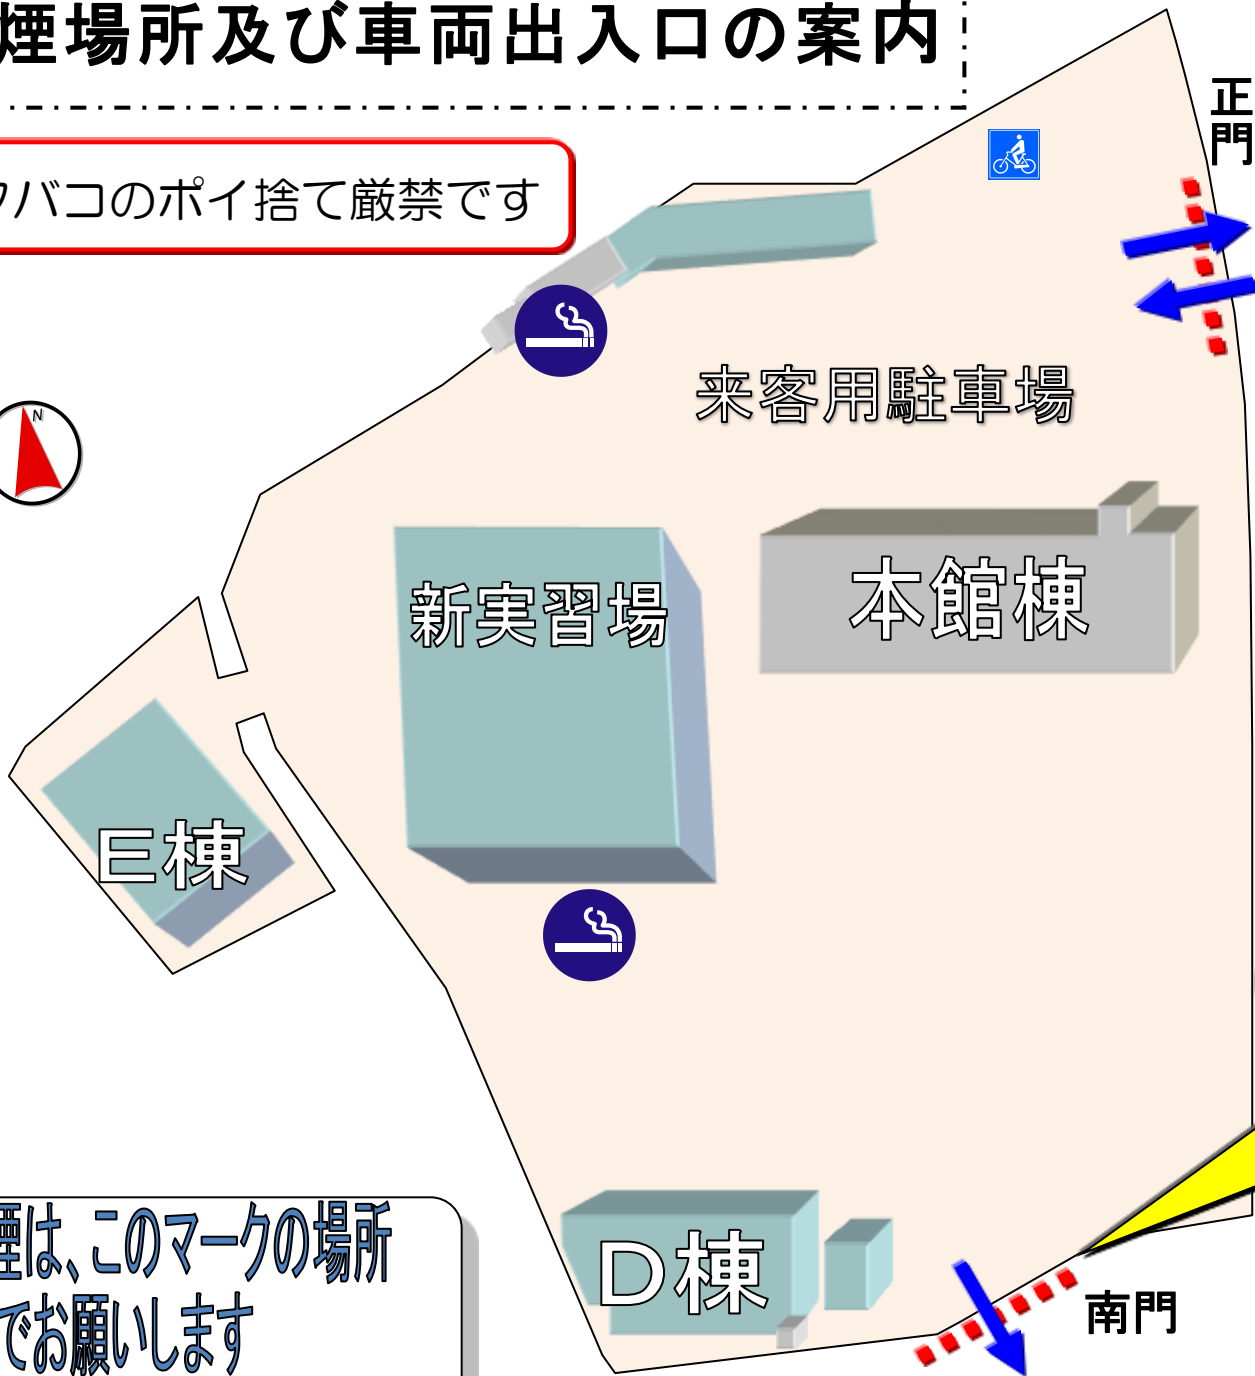 煙場所及び車両出入口の案内
正門
タバコのポイ捨て厳禁です
来客用駐車場
N
新実習場
本館棟
E棟
煙は、このマークの場所
でお願いします
D棟
南門